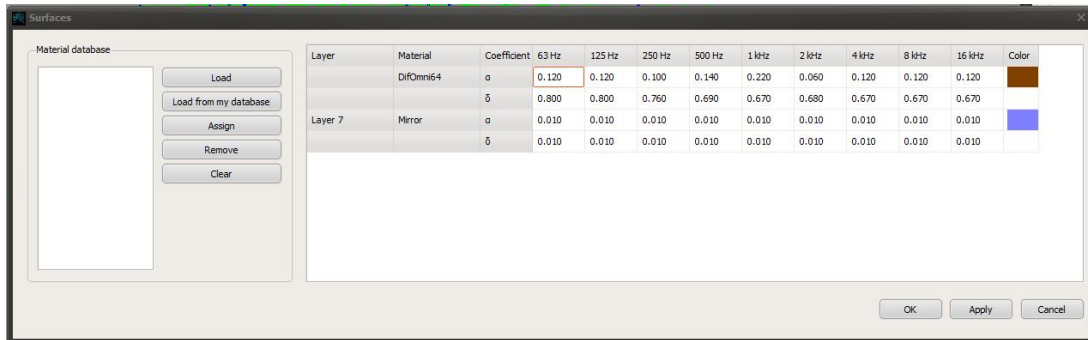 Surfaces
Material database
Load
Load from my database
Assign
Remove
Clear
Layer Material Coefficient 63 Hz 125 Hz 250 Hz 500 Hz 1 kHz 2 kHz 4 kHz 8 kHz 16 kHz Color
DifOmni64 α 0.120 0.120 0.100 0.140 0.220 0.060 0.120 0.120 0.120
δ 0.800 0.800 0.760 0.690 0.670 0.680 0.670 0.670 0.670
Layer 7 Mirror α 0.010 0.010 0.010 0.010 0.010 0.010 0.010 0.010 0.010
δ 0.010 0.010 0.010 0.010 0.010 0.010 0.010 0.010 0.010
OK Apply Cancel